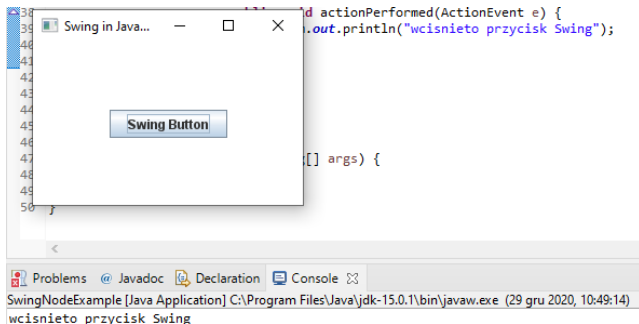 38 d actionPerformed(ActionEvent e) {
39 .out.println("wcisnieto przycisk Swing");
Swing in Java...
40
41
42
43
44
45
Swing Button
46
47 [] args) {
48
49
50 }
Problems @ Javadoc Declaration Console
SwingNodeExample [Java Application] C:\Program Files\Java\jdk-15.0.1\bin\javaw.exe (29 gru 2020, 10:49:14)
wcisnieto przycisk Swing